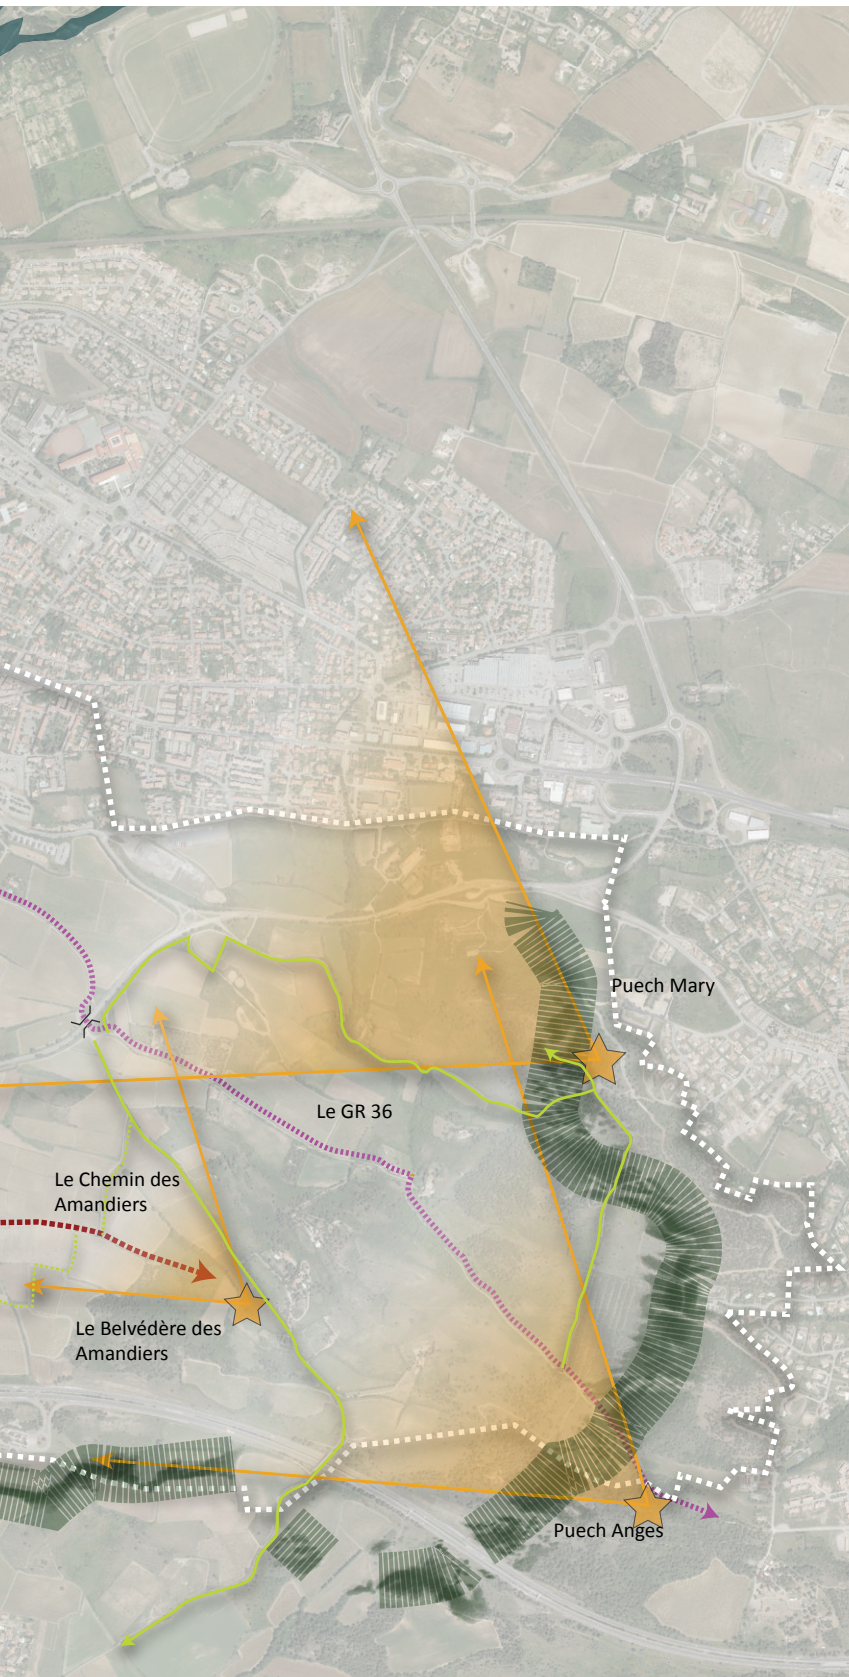 Puech Mary
Le GR 36
Le Chemin des
Amandiers
Le Belvédère des
Amandiers
Puech Anges